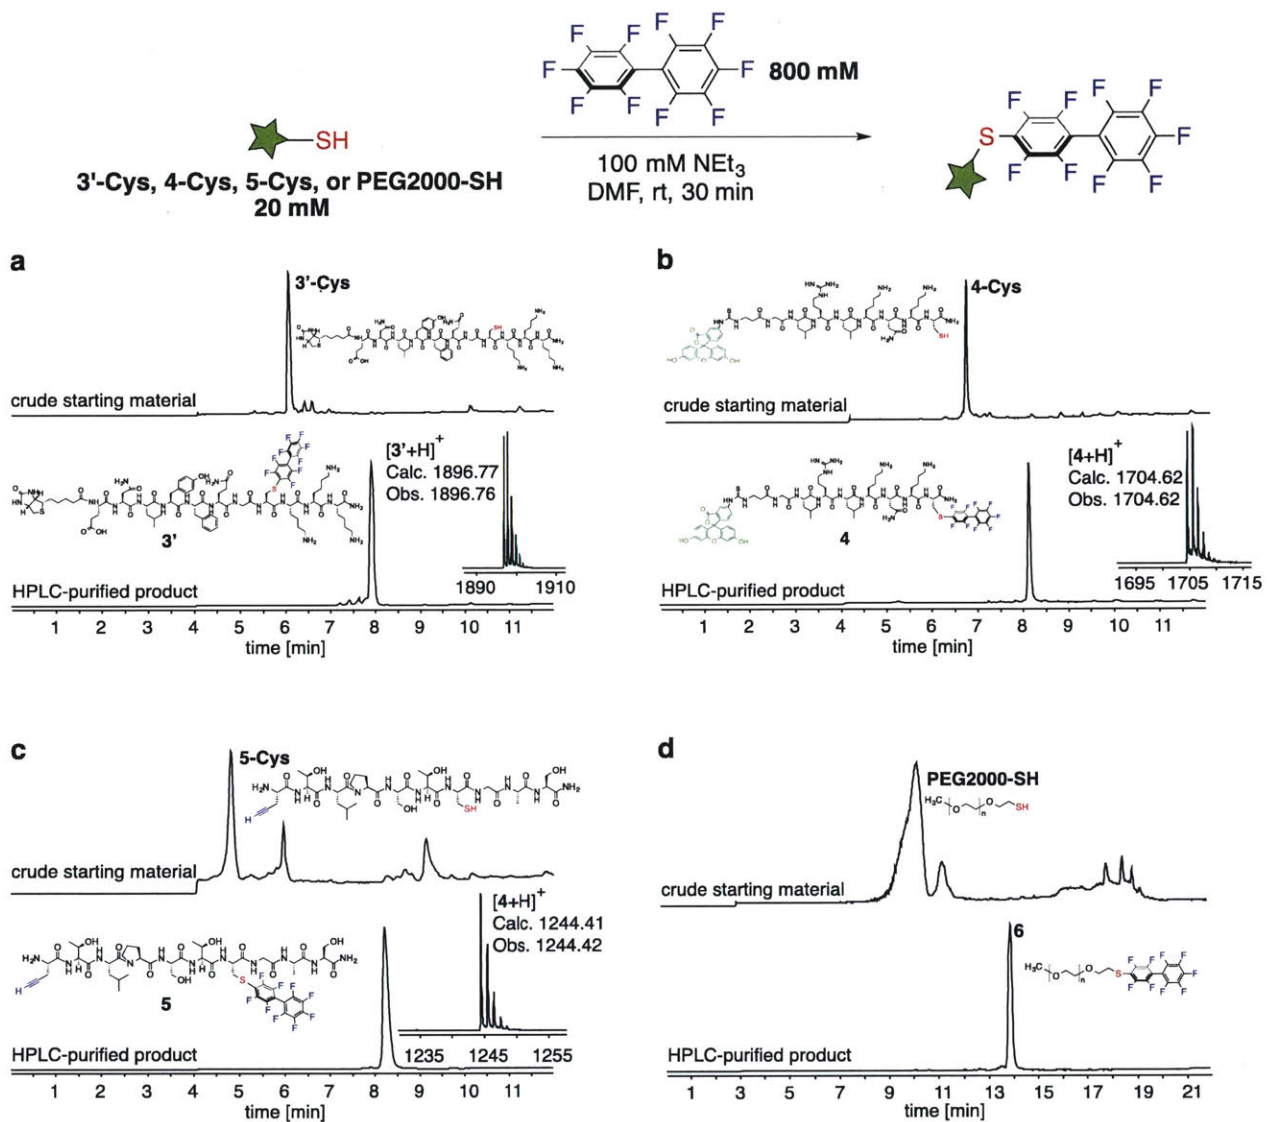 800 mM
SH
3'-Cys, 4-Cys, 5-Cys, or PEG2000-SH
20 mM
100 mM NEt₃
DMF, rt, 30 min
F F F F F F F F F F
S F F F F F F F F F
a
3'-Cys
crude starting material
[3'+H]⁺
Calc. 1896.77
Obs. 1896.76
3'
HPLC-purified product
1890 1910
1 2 3 4 5 6 7 8 9 10 11
time [min]
b
4-Cys
crude starting material
[4+H]⁺
Calc. 1704.62
Obs. 1704.62
4
HPLC-purified product
1695 1705 1715
1 2 3 4 5 6 7 8 9 10 11
time [min]
c
5-Cys
crude starting material
[4+H]⁺
Calc. 1244.41
Obs. 1244.42
5
HPLC-purified product
1235 1245 1255
1 2 3 4 5 6 7 8 9 10 11
time [min]
d
PEG2000-SH
H₃C O n O SH
crude starting material
6
H₃C O n O S F F F F F F F F F
HPLC-purified product
1 3 5 7 9 11 13 15 17 19 21
time [min]